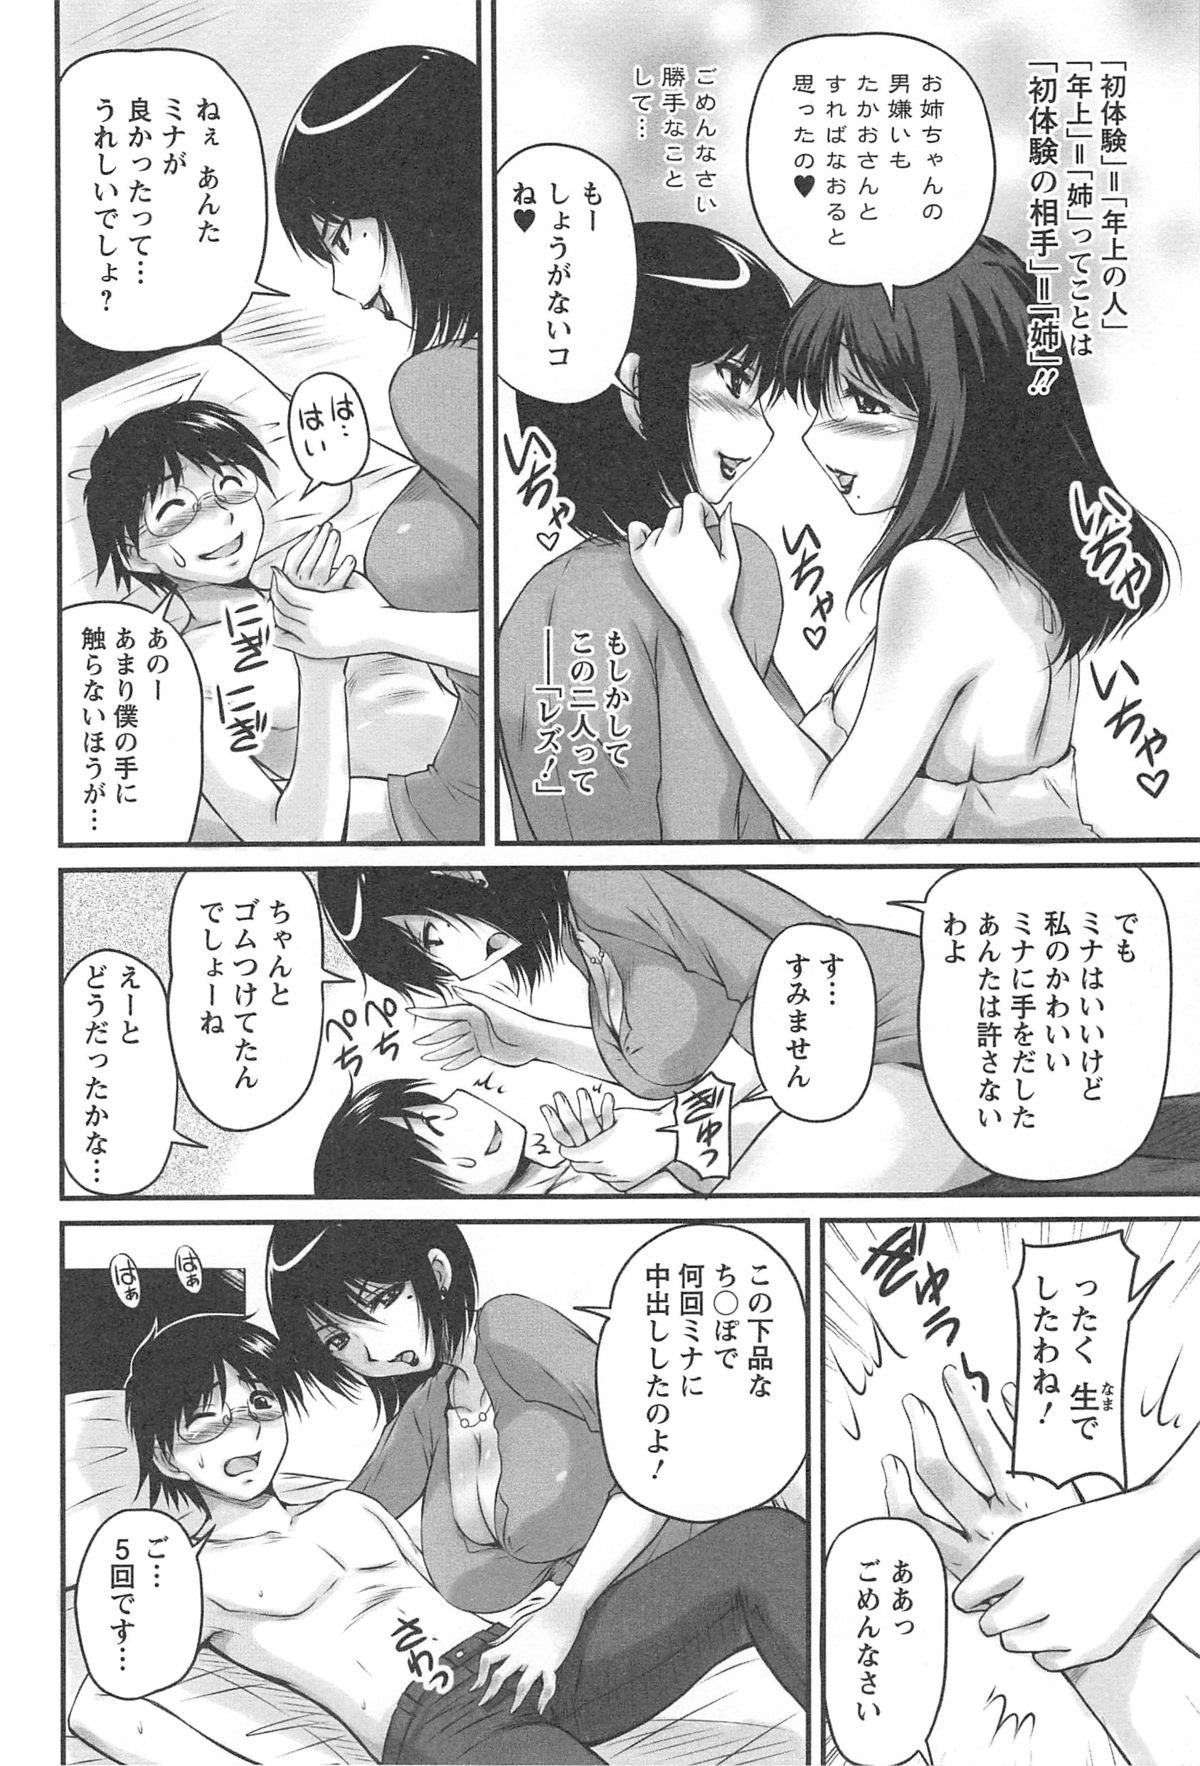 「初体験」＝「年上の人」
「年上」＝「姉」ってことは
「初体験の相手」＝「姉」!!
お姉ちゃんの
男嫌いも
たかおさんと
すればなおると
思ったの♥
ごめんなさい
勝手なこと
して…
もー
しょうがないコ
ね♥
いちゃ
いちゃ♡
いちゃ
いちゃ♡
もしかして
この二人って
――「レズ！」
ねぇ あんた
ミナが
良かったって…
うれしいでしょ？
は…
はい
にぎ
にぎ
にぎ
あのー
あまり僕の手に
触らないほうが…
でも
ミナはいいけど
私のかわいい
ミナに手をだした
あんたは許さない
わよ
す…
すみません
ぎゅっ
ぺち
ぺち
ちゃんと
ゴムつけてたん
でしょーね
えーと
どうだったかな…
ったく 生で
なま
したわね！
ぎゅうっ
ああっ
ごめんなさい
この下品な
ち○ぽで
何回ミナに
中出ししたのよ！
はぁ
はぁ
さわっ
ご…
5回です…